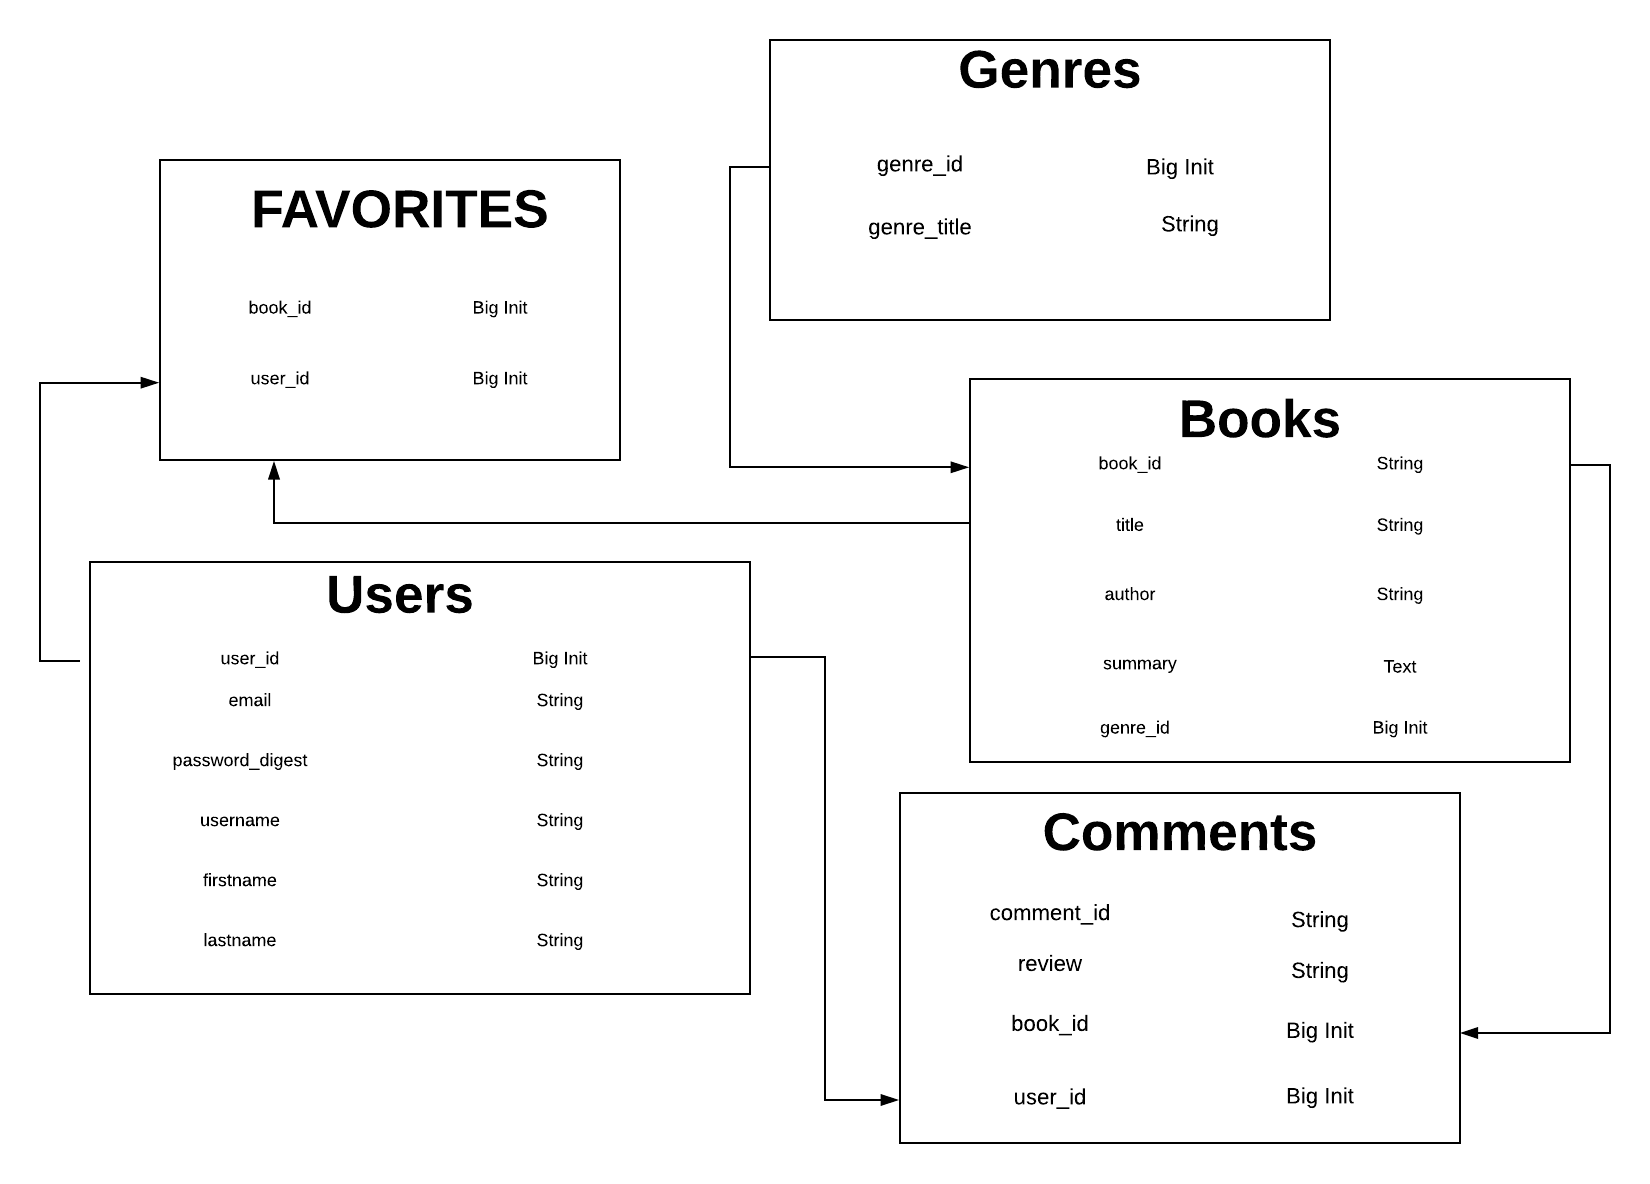 Genres
genre_id Big Init
genre_title String
FAVORITES
book_id Big Init
user_id Big Init
Books
book_id String
title String
author String
summary Text
genre_id Big Init
Users
user_id Big Init
email String
password_digest String
username String
firstname String
lastname String
Comments
comment_id String
review String
book_id Big Init
user_id Big Init